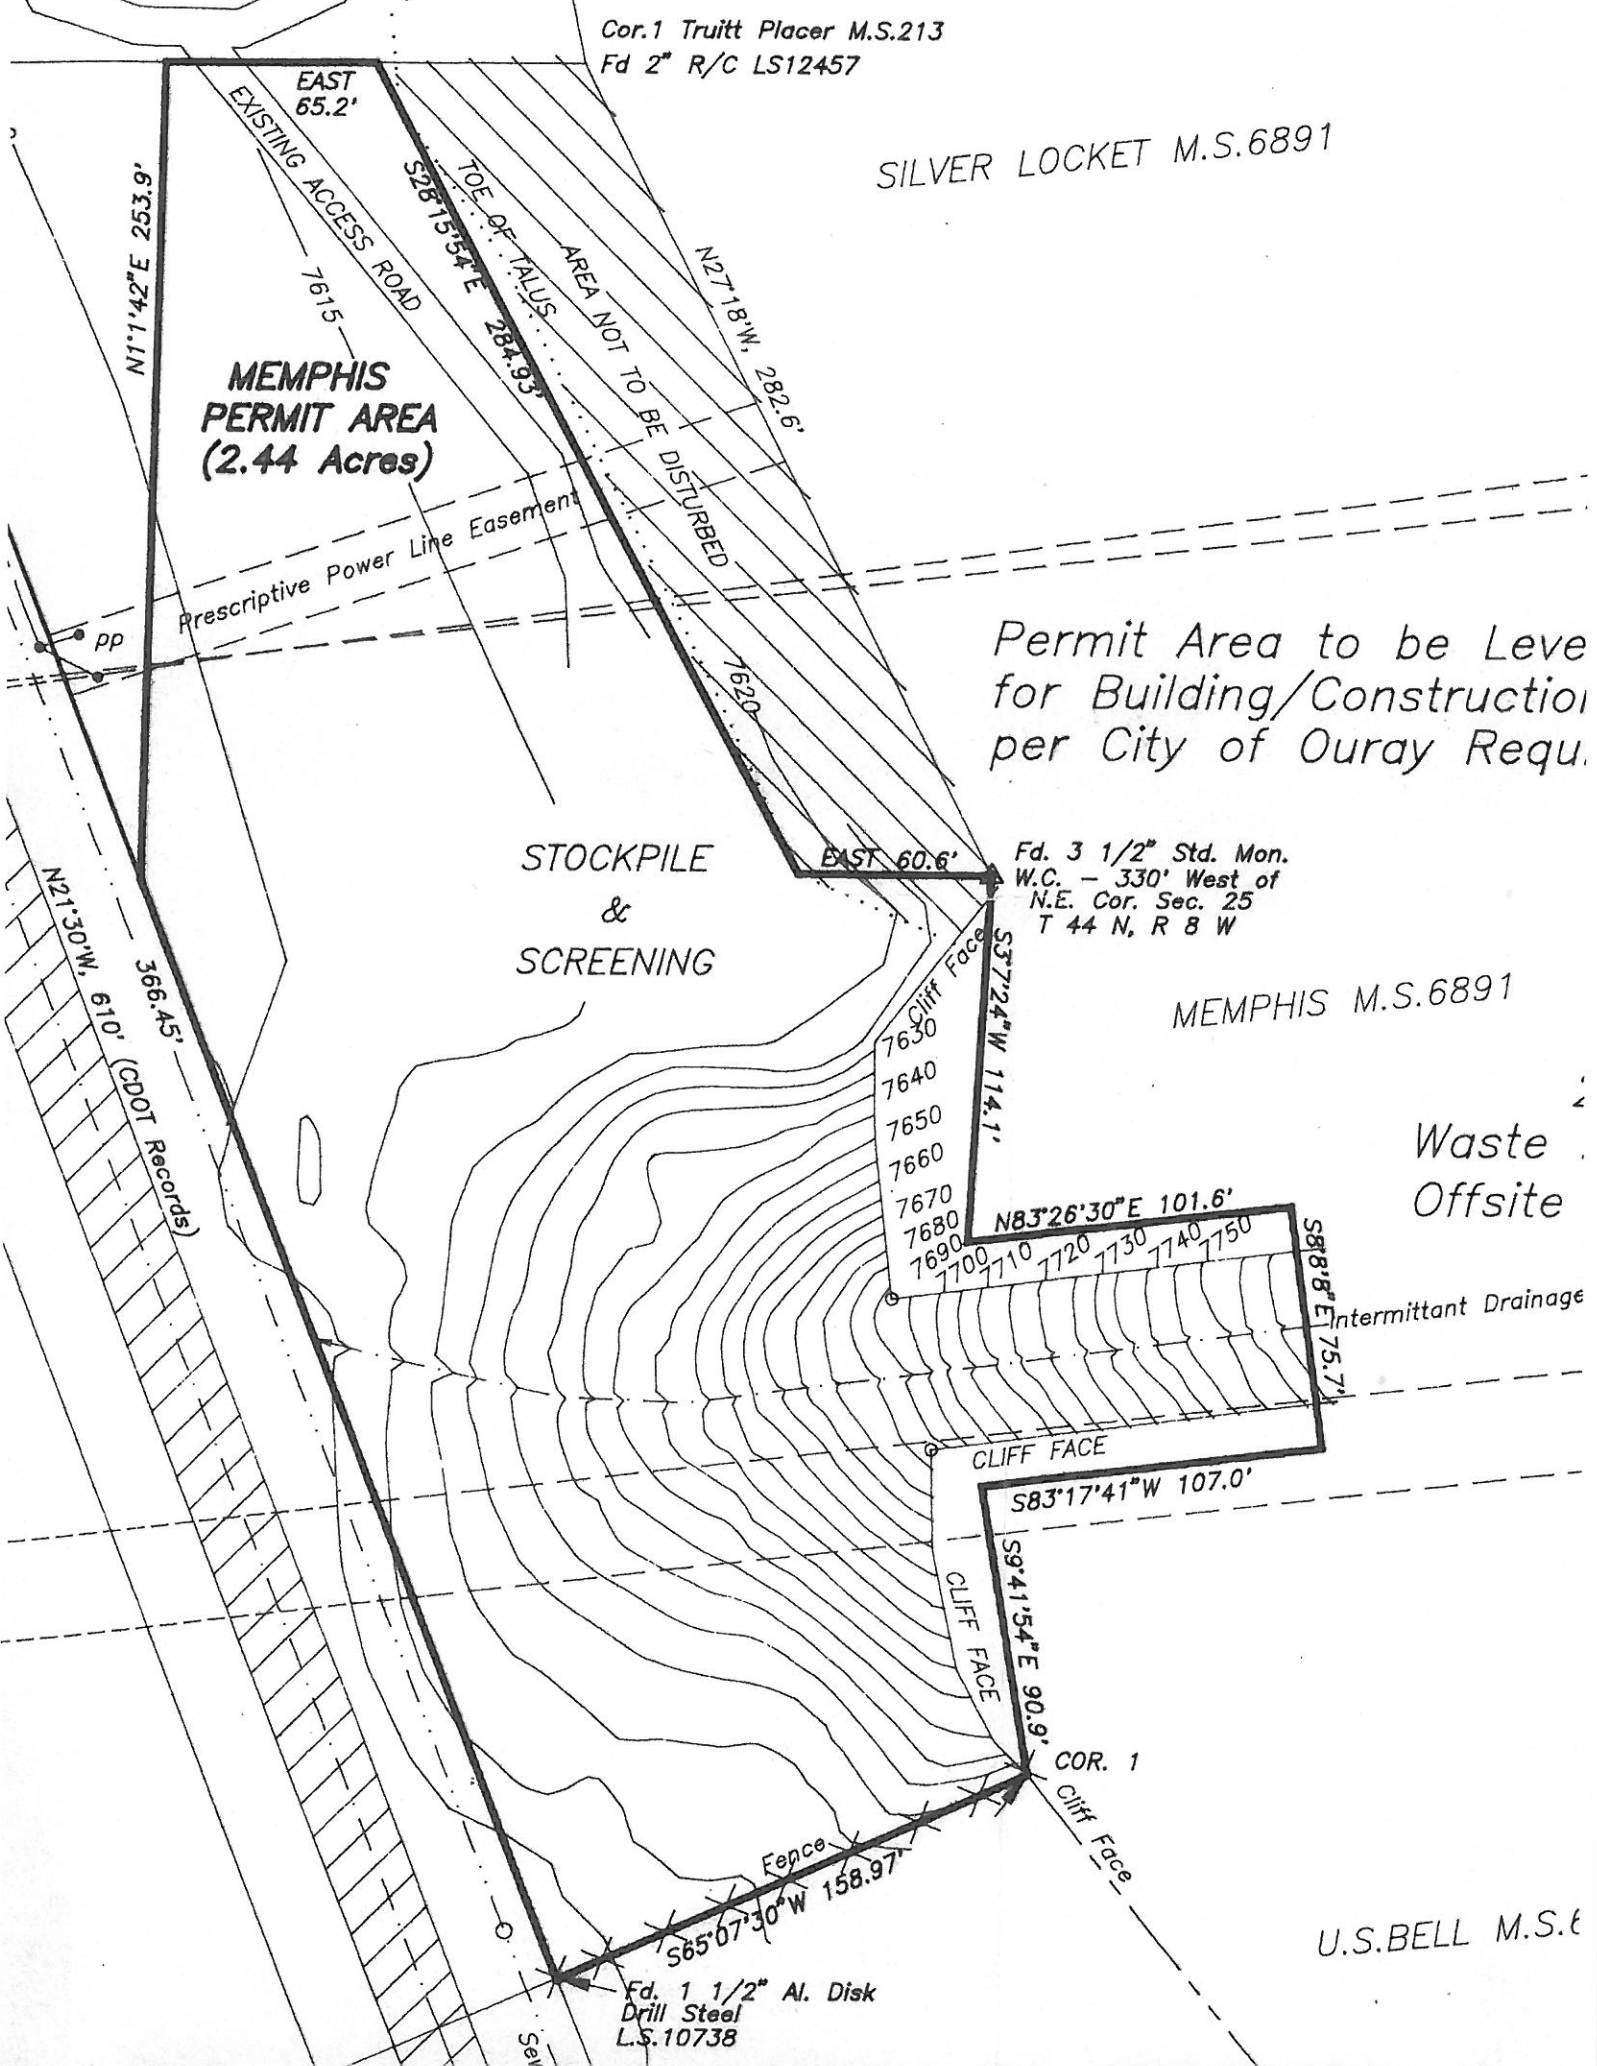 Cor.1 Truitt Placer M.S.213
Fd 2" R/C LS12457
EAST
65.2'
EXISTING ACCESS ROAD
SILVER LOCKET M.S.6891
N1°1'42"E 253.9'
S28°15'54"E 284.93'
TOE OF TALUS
AREA NOT TO BE DISTURBED
N27°18'W, 282.6'
7615
MEMPHIS
PERMIT AREA
(2.44 Acres)
Prescriptive Power Line Easement
PP
7620
Permit Area to be Leve
for Building/Construction
per City of Ouray Requ
STOCKPILE
&
SCREENING
EAST 60.6'
Fd. 3 1/2" Std. Mon.
W.C. – 330' West of
N.E. Cor. Sec. 25
T 44 N, R 8 W
N21°30'W, 610' (CDOT Records)
366.45'
Cliff Face
S3°7'24"W 114.1'
MEMPHIS M.S.6891
7630
7640
7650
7660
7670
7680
7690
7700
7710
7720
7730
7740
7750
Waste
Offsite
N83°26'30"E 101.6'
S8°8'8"E 75.7'
Intermittant Drainage
CLIFF FACE
S83°17'41"W 107.0'
CLIFF FACE
S9°41'54"E 90.9'
COR. 1
Cliff Face
Fence
S65°07'30"W 158.97'
U.S.BELL M.S.6
Fd. 1 1/2" Al. Disk
Drill Steel
L.S.10738
Sew